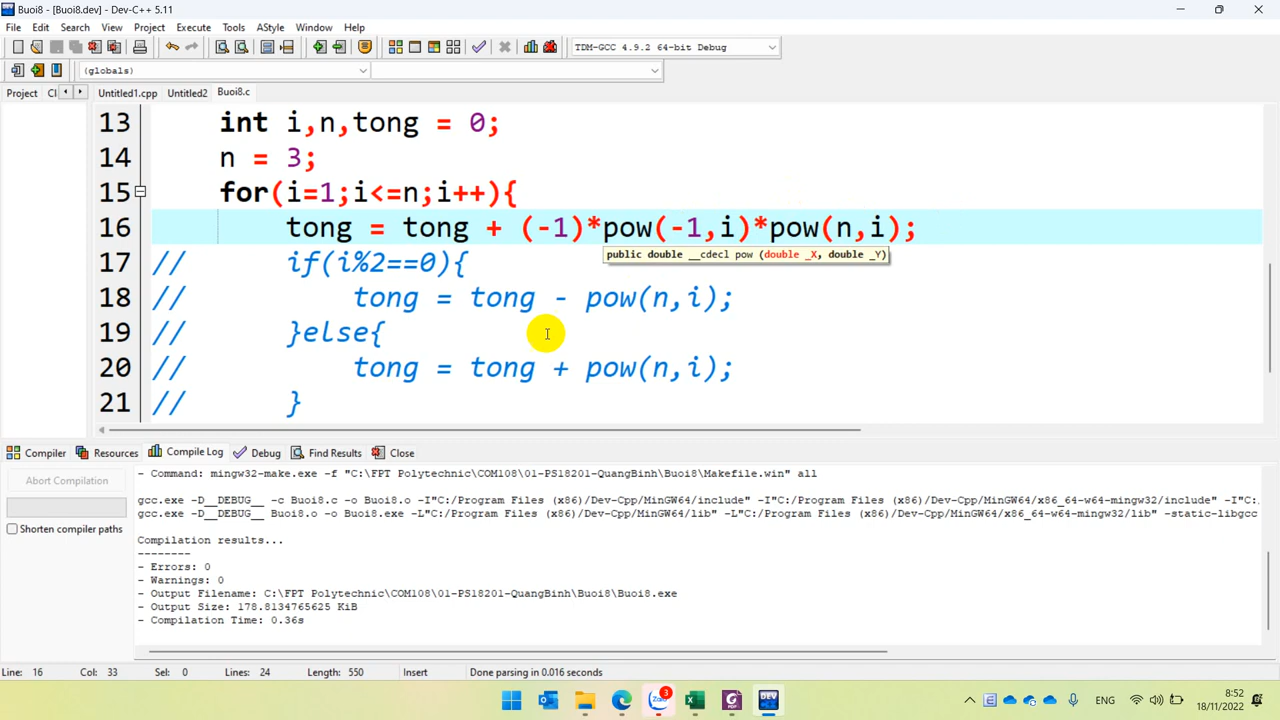 Buoi8 - [Buoi8.dev] - Dev-C++ 5.11
File Edit Search View Project Execute Tools AStyle Window Help
TDM-GCC 4.9.2 64-bit Debug
(globals)
Project Cl Untitled1.cpp Untitled2 Buoi8.c
13 int i,n,tong = 0;
14 n = 3;
15 for(i=1;i<=n;i++){
16 tong = tong + (-1)*pow(-1,i)*pow(n,i);
public double __cdecl pow (double _X, double _Y)
17 // if(i%2==0){
18 // tong = tong - pow(n,i);
19 // }else{
20 // tong = tong + pow(n,i);
21 // }
Compiler Resources Compile Log Debug Find Results Close
Abort Compilation
Shorten compiler paths
- Command: mingw32-make.exe -f "C:\FPT Polytechnic\COM108\01-PS18201-QuangBinh\Buoi8\Makefile.win" all
gcc.exe -D__DEBUG__ -c Buoi8.c -o Buoi8.o -I"C:/Program Files (x86)/Dev-Cpp/MinGW64/include" -I"C:/Program Files (x86)/Dev-Cpp/MinGW64/x86_64-w64-mingw32/include" -I"C:
gcc.exe -D__DEBUG__ Buoi8.o -o Buoi8.exe -L"C:/Program Files (x86)/Dev-Cpp/MinGW64/lib" -L"C:/Program Files (x86)/Dev-Cpp/MinGW64/x86_64-w64-mingw32/lib" -static-libgcc
Compilation results...
--------
- Errors: 0
- Warnings: 0
- Output Filename: C:\FPT Polytechnic\COM108\01-PS18201-QuangBinh\Buoi8\Buoi8.exe
- Output Size: 178.8134765625 KiB
- Compilation Time: 0.36s
Line: 16 Col: 33 Sel: 0 Lines: 24 Length: 550 Insert Done parsing in 0.016 seconds
Zalo 3 PDF DEV ENG 8:52
18/11/2022